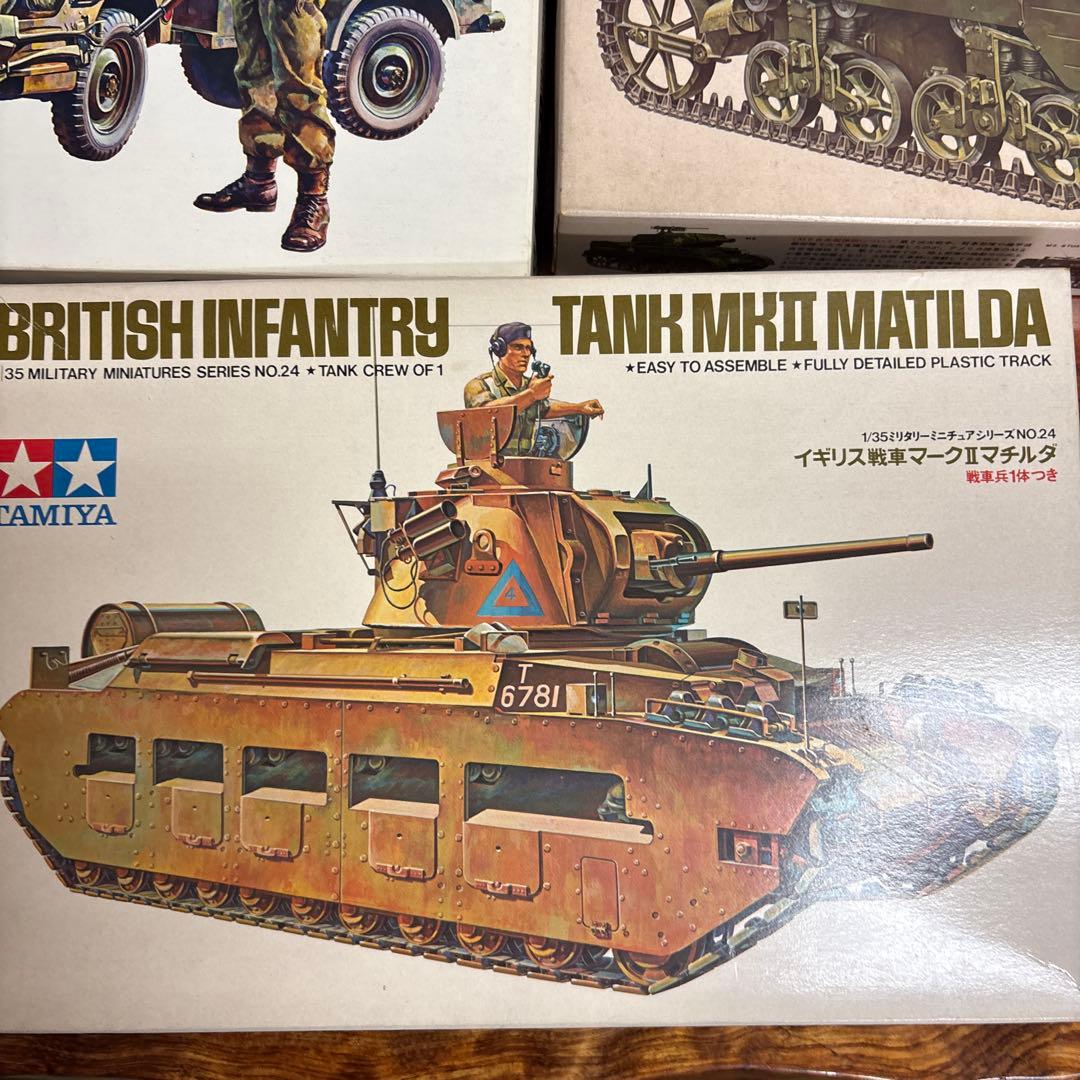 BRITISH INFANTRY TANK MKII MATILDA
35 MILITARY MINIATURES SERIES NO.24 ★ TANK CREW OF 1
★EASY TO ASSEMBLE ★FULLY DETAILED PLASTIC TRACK
1/35ミリタリーミニチュアシリーズNO.24
イギリス戦車マークⅡマチルダ
戦車兵1体つき
TAMIYA
4
T
6781